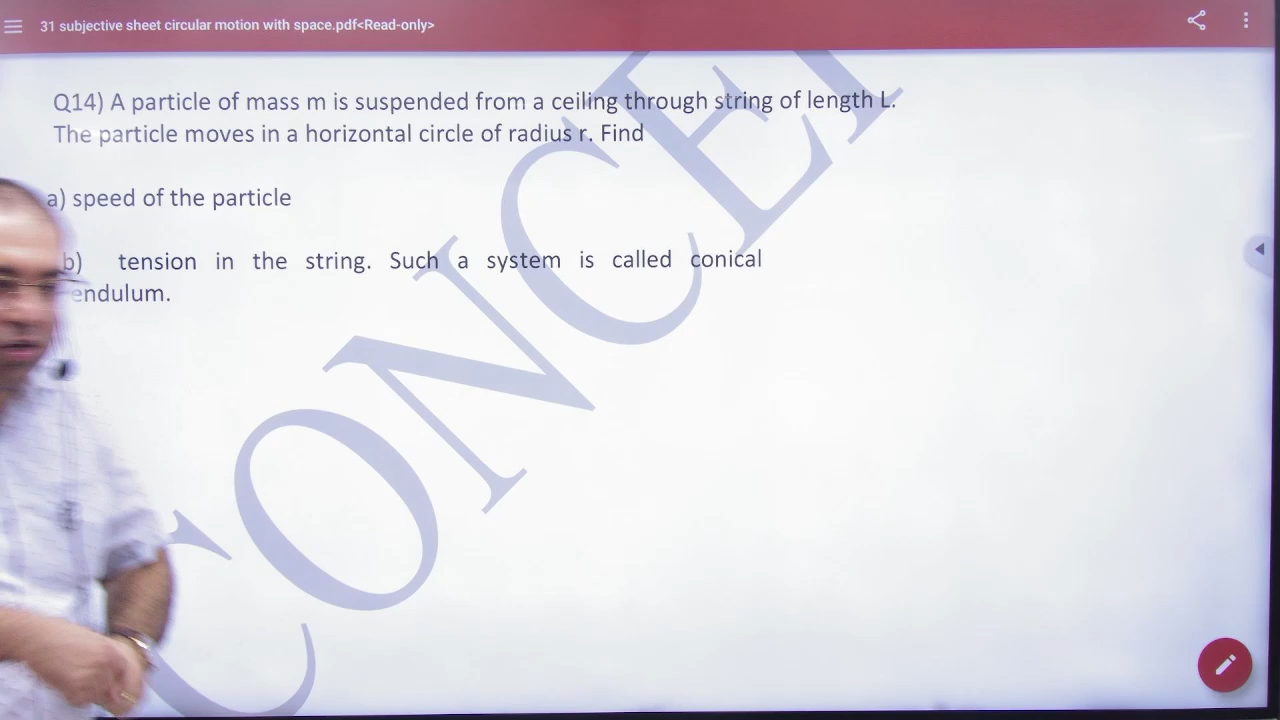 31 subjective sheet circular motion with space.pdf<Read-only>
Q14) A particle of mass m is suspended from a ceiling through string of length L.
The particle moves in a horizontal circle of radius r. Find
a) speed of the particle
b) tension in the string. Such a system is called conical
endulum.
CONCEP